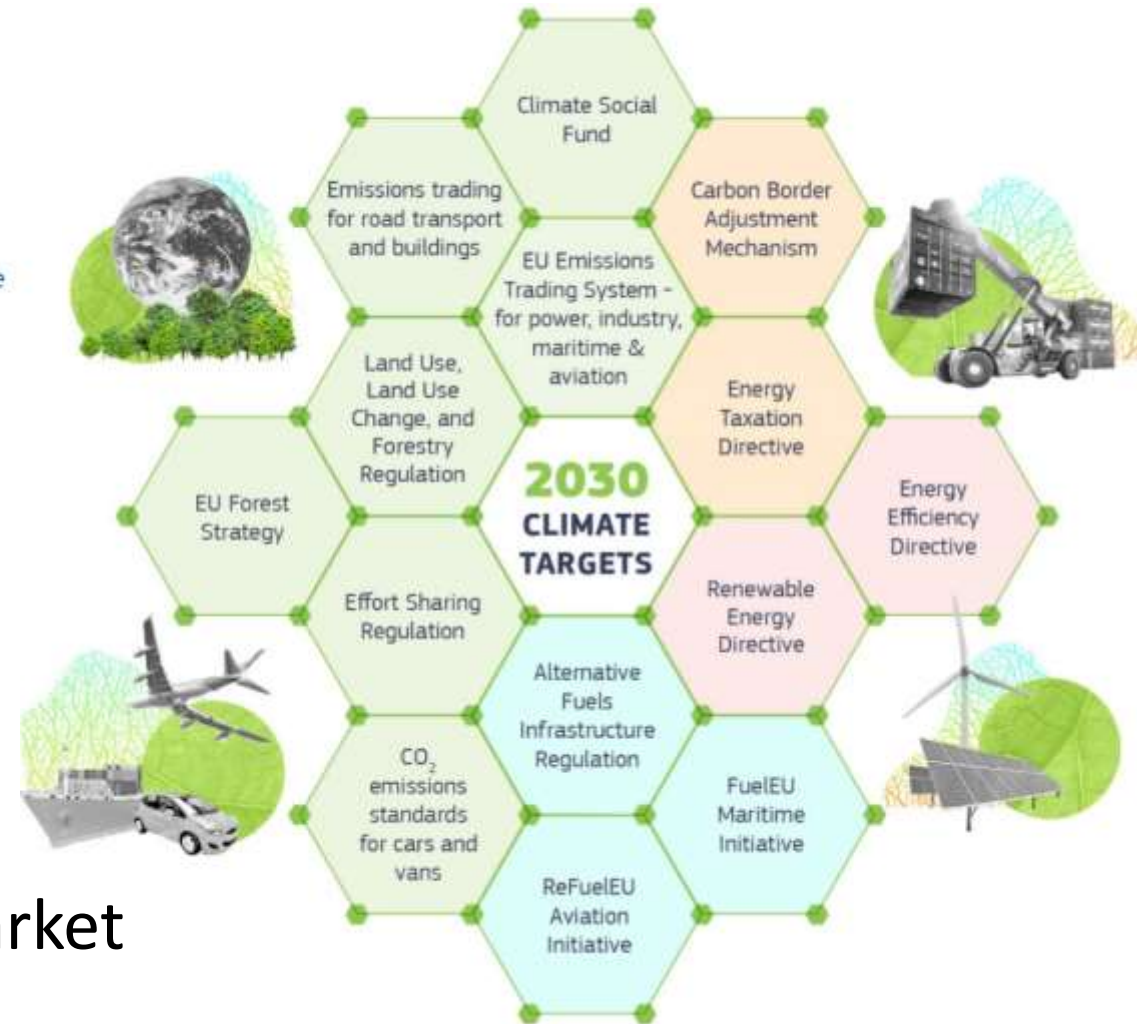 Climate Social
Fund
Emissions trading
for road transport
and buildings
Carbon Border
Adjustment
Mechanism
EU Emissions
Trading System -
for power, industry,
maritime &
aviation
Land Use,
Land Use
Change, and
Forestry
Regulation
Energy
Taxation
Directive
EU Forest
Strategy
2030
CLIMATE
TARGETS
Energy
Efficiency
Directive
Effort Sharing
Regulation
Renewable
Energy
Directive
Alternative
Fuels
Infrastructure
Regulation
CO₂
emissions
standards
for cars and
vans
FuelEU
Maritime
Initiative
ReFuelEU
Aviation
Initiative